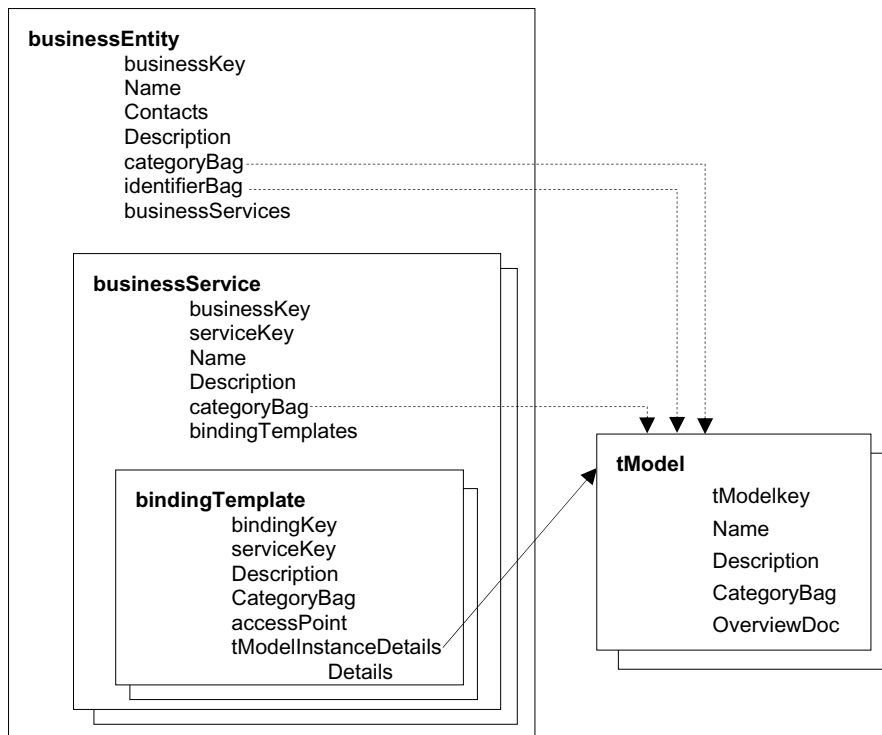 businessEntity
businessKey
Name
Contacts
Description
categoryBag
identifierBag
businessServices
businessService
businessKey
serviceKey
Name
Description
categoryBag
bindingTemplates
bindingTemplate
bindingKey
serviceKey
Description
CategoryBag
accessPoint
tModelInstanceDetails
Details
tModel
tModelkey
Name
Description
CategoryBag
OverviewDoc